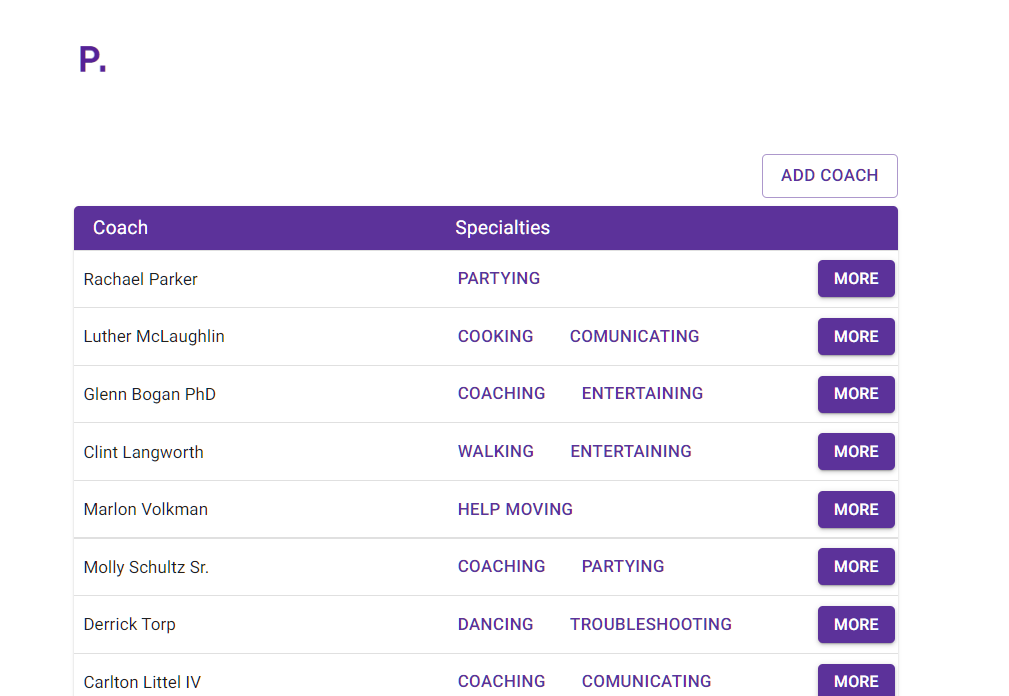 P.
ADD COACH
Coach Specialties
Rachael Parker PARTYING MORE
Luther McLaughlin COOKING COMUNICATING MORE
Glenn Bogan PhD COACHING ENTERTAINING MORE
Clint Langworth WALKING ENTERTAINING MORE
Marlon Volkman HELP MOVING MORE
Molly Schultz Sr. COACHING PARTYING MORE
Derrick Torp DANCING TROUBLESHOOTING MORE
Carlton Littel IV COACHING COMUNICATING MORE